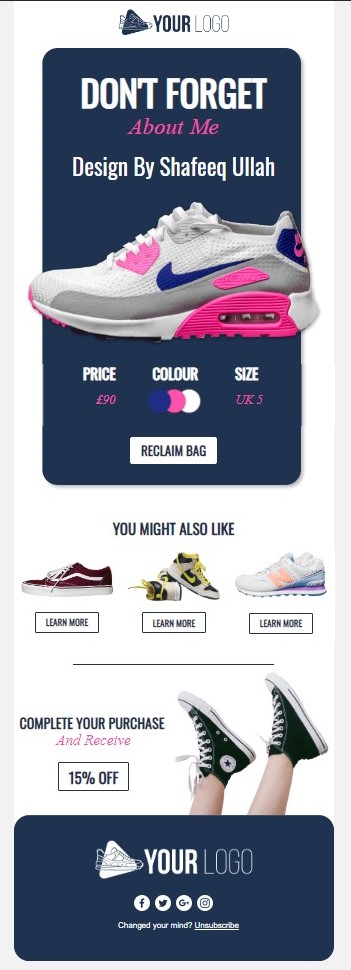 YOUR LOGO
DON'T FORGET
About Me
Design By Shafeeq Ullah
PRICE COLOUR SIZE
£90 UK 5
RECLAIM BAG
YOU MIGHT ALSO LIKE
LEARN MORE LEARN MORE LEARN MORE
COMPLETE YOUR PURCHASE
And Receive
15% OFF
YOUR LOGO
Changed your mind? Unsubscribe